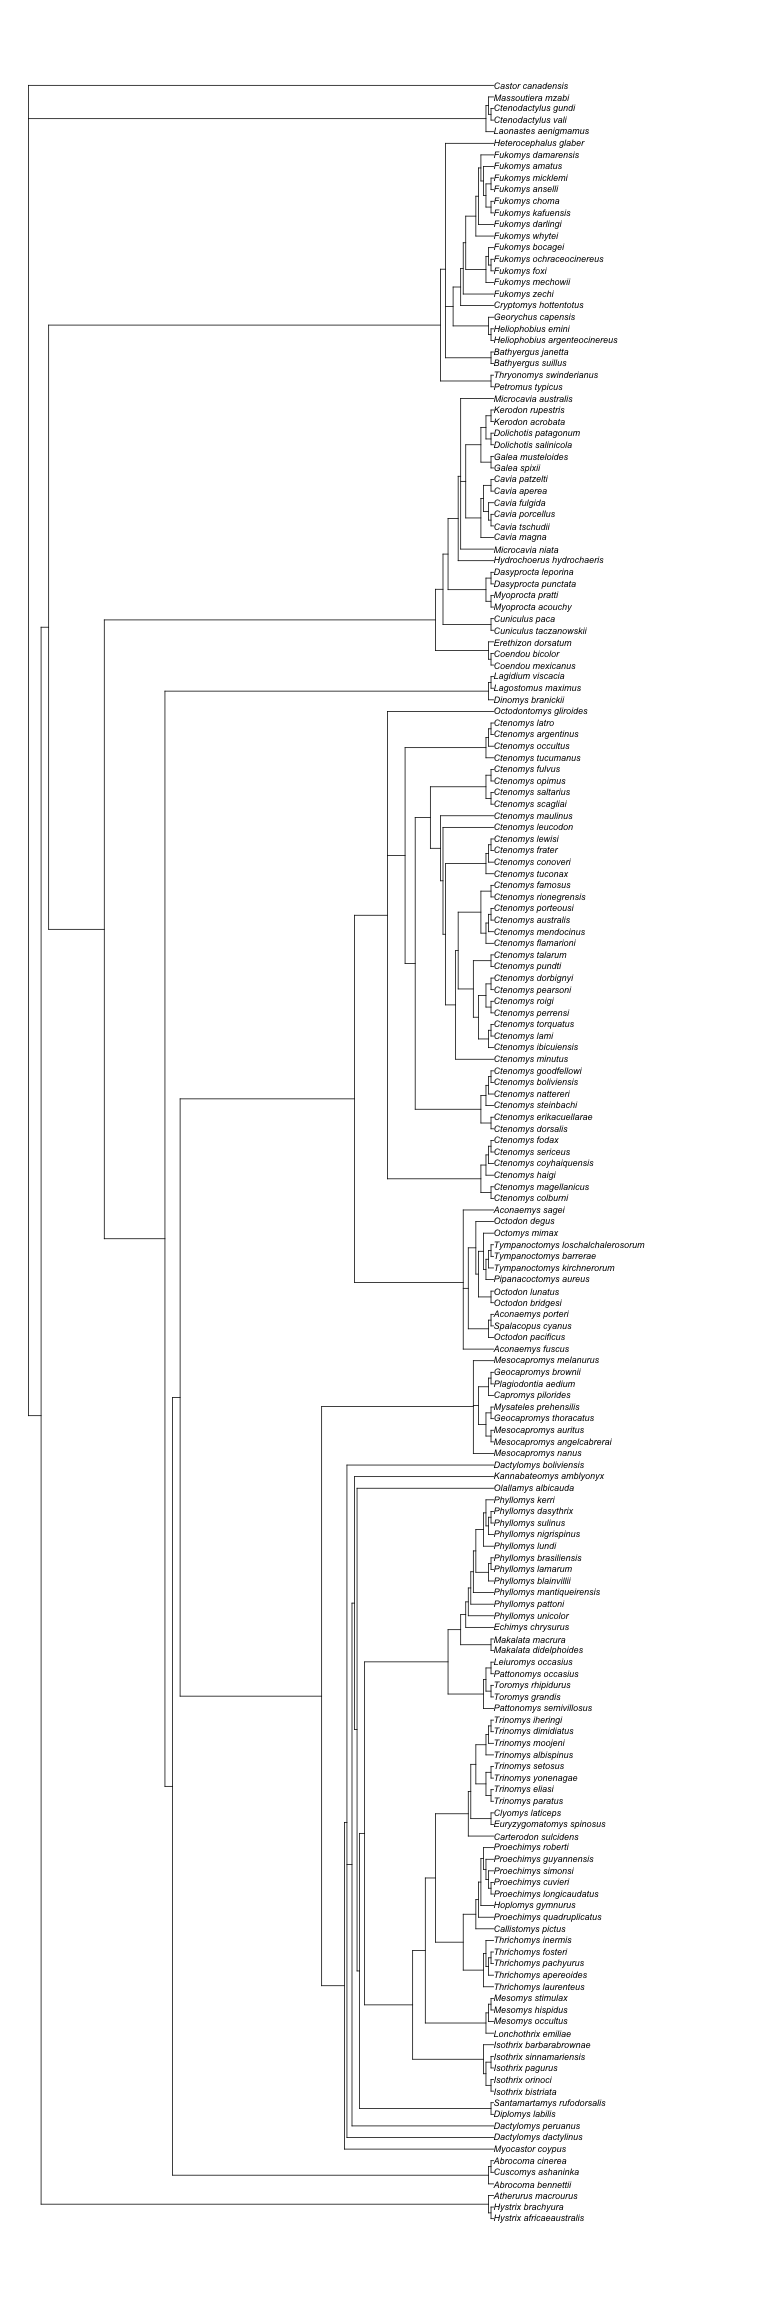 Castor canadensis
Massoutiera mzabi
Ctenodactylus gundi
Ctenodactylus vali
Laonastes aenigmamus
Heterocephalus glaber
Fukomys damarensis
Fukomys amatus
Fukomys micklemi
Fukomys anselli
Fukomys choma
Fukomys kafuensis
Fukomys darlingi
Fukomys whytei
Fukomys bocagei
Fukomys ochraceocinereus
Fukomys foxi
Fukomys mechowii
Fukomys zechi
Cryptomys hottentotus
Georychus capensis
Heliophobius emini
Heliophobius argenteocinereus
Bathyergus janetta
Bathyergus suillus
Thryonomys swinderianus
Petromus typicus
Microcavia australis
Kerodon rupestris
Kerodon acrobata
Dolichotis patagonum
Dolichotis salinicola
Galea musteloides
Galea spixii
Cavia patzelti
Cavia aperea
Cavia fulgida
Cavia porcellus
Cavia tschudii
Cavia magna
Microcavia niata
Hydrochoerus hydrochaeris
Dasyprocta leporina
Dasyprocta punctata
Myoprocta pratti
Myoprocta acouchy
Cuniculus paca
Cuniculus taczanowskii
Erethizon dorsatum
Coendou bicolor
Coendou mexicanus
Lagidium viscacia
Lagostomus maximus
Dinomys branickii
Octodontomys gliroides
Ctenomys latro
Ctenomys argentinus
Ctenomys occultus
Ctenomys tucumanus
Ctenomys fulvus
Ctenomys opimus
Ctenomys saltarius
Ctenomys scagliai
Ctenomys maulinus
Ctenomys leucodon
Ctenomys lewisi
Ctenomys frater
Ctenomys conoveri
Ctenomys tuconax
Ctenomys famosus
Ctenomys rionegrensis
Ctenomys porteousi
Ctenomys australis
Ctenomys mendocinus
Ctenomys flamarioni
Ctenomys talarum
Ctenomys pundti
Ctenomys dorbignyi
Ctenomys pearsoni
Ctenomys roigi
Ctenomys perrensi
Ctenomys torquatus
Ctenomys lami
Ctenomys ibicuiensis
Ctenomys minutus
Ctenomys goodfellowi
Ctenomys boliviensis
Ctenomys nattereri
Ctenomys steinbachi
Ctenomys erikacuellarae
Ctenomys dorsalis
Ctenomys fodax
Ctenomys sericeus
Ctenomys coyhaiquensis
Ctenomys haigi
Ctenomys magellanicus
Ctenomys colburni
Aconaemys sagei
Octodon degus
Octomys mimax
Tympanoctomys loschalchalerosorum
Tympanoctomys barrerae
Tympanoctomys kirchnerorum
Pipanacoctomys aureus
Octodon lunatus
Octodon bridgesi
Aconaemys porteri
Spalacopus cyanus
Octodon pacificus
Aconaemys fuscus
Mesocapromys melanurus
Geocapromys brownii
Plagiodontia aedium
Capromys pilorides
Mysateles prehensilis
Geocapromys thoracatus
Mesocapromys auritus
Mesocapromys angelcabrerai
Mesocapromys nanus
Dactylomys boliviensis
Kannabateomys amblyonyx
Olallamys albicauda
Phyllomys kerri
Phyllomys dasythrix
Phyllomys sulinus
Phyllomys nigrispinus
Phyllomys lundi
Phyllomys brasiliensis
Phyllomys lamarum
Phyllomys blainvillii
Phyllomys mantiqueirensis
Phyllomys pattoni
Phyllomys unicolor
Echimys chrysurus
Makalata macrura
Makalata didelphoides
Leiuromys occasius
Pattonomys occasius
Toromys rhipidurus
Toromys grandis
Pattonomys semivillosus
Trinomys iheringi
Trinomys dimidiatus
Trinomys moojeni
Trinomys albispinus
Trinomys setosus
Trinomys yonenagae
Trinomys eliasi
Trinomys paratus
Clyomys laticeps
Euryzygomatomys spinosus
Carterodon sulcidens
Proechimys roberti
Proechimys guyannensis
Proechimys simonsi
Proechimys cuvieri
Proechimys longicaudatus
Hoplomys gymnurus
Proechimys quadruplicatus
Callistomys pictus
Thrichomys inermis
Thrichomys fosteri
Thrichomys pachyurus
Thrichomys apereoides
Thrichomys laurenteus
Mesomys stimulax
Mesomys hispidus
Mesomys occultus
Lonchothrix emiliae
Isothrix barbarabrownae
Isothrix sinnamariensis
Isothrix pagurus
Isothrix orinoci
Isothrix bistriata
Santamartamys rufodorsalis
Diplomys labilis
Dactylomys peruanus
Dactylomys dactylinus
Myocastor coypus
Abrocoma cinerea
Cuscomys ashaninka
Abrocoma bennettii
Atherurus macrourus
Hystrix brachyura
Hystrix africaeaustralis